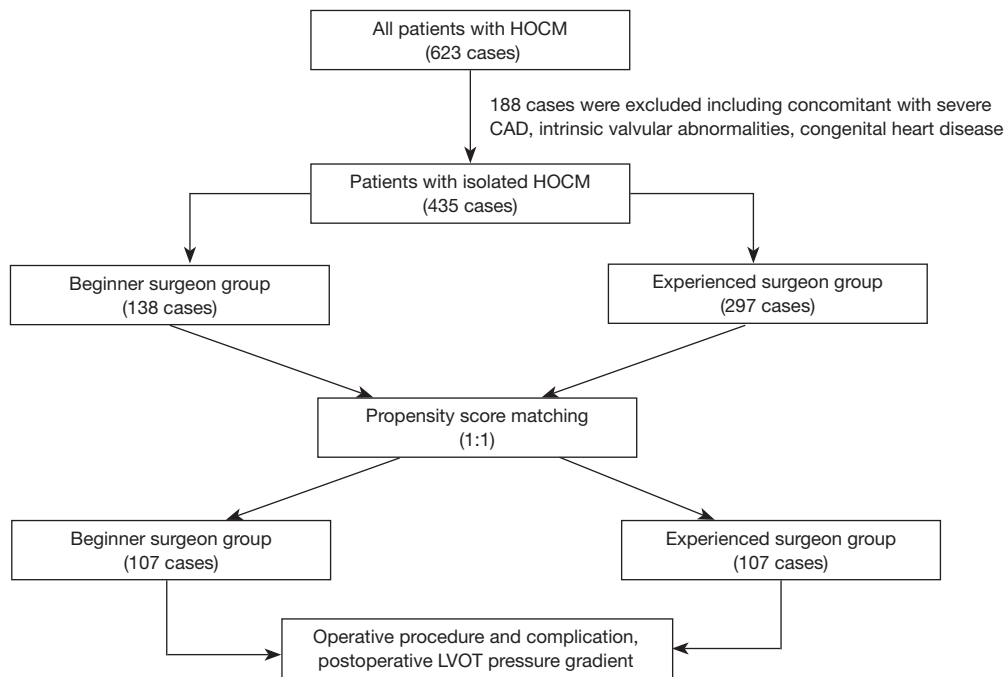 All patients with HOCM
(623 cases)
188 cases were excluded including concomitant with severe
CAD, intrinsic valvular abnormalities, congenital heart disease
Patients with isolated HOCM
(435 cases)
Beginner surgeon group
(138 cases)
Experienced surgeon group
(297 cases)
Propensity score matching
(1:1)
Beginner surgeon group
(107 cases)
Experienced surgeon group
(107 cases)
Operative procedure and complication,
postoperative LVOT pressure gradient